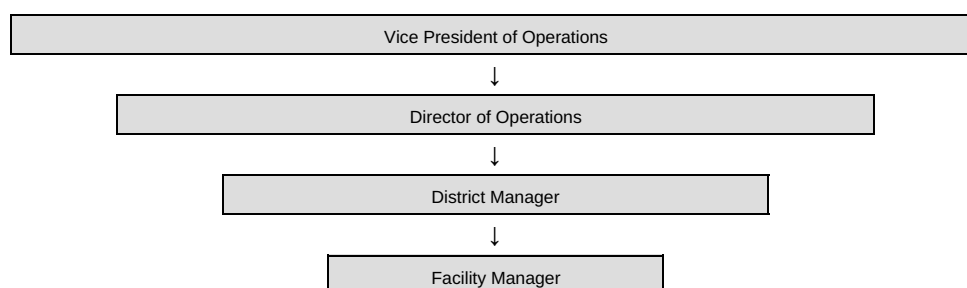 Vice President of Operations
↓
Director of Operations
↓
District Manager
↓
Facility Manager